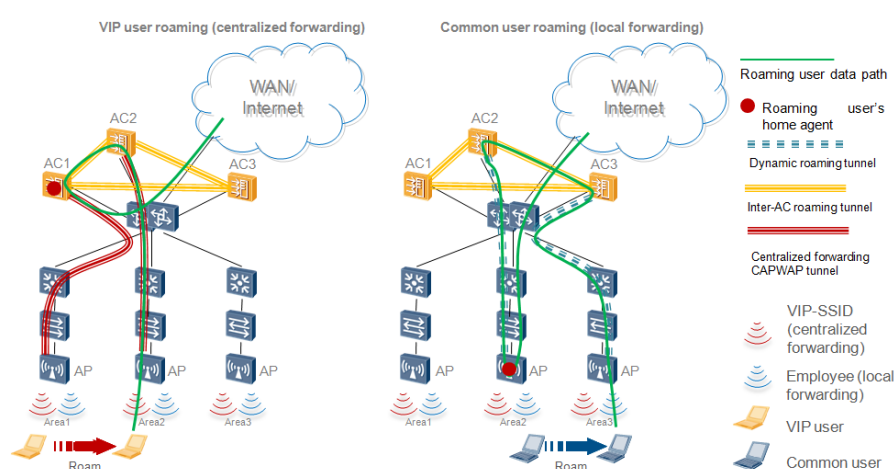 VIP user roaming (centralized forwarding)
WAN/
Internet
AC2
AC1
AC3
AP
AP
AP
Area1
Area2
Area3
Roam
Common user roaming (local forwarding)
WAN/
Internet
AC2
AC1
AC3
AP
AP
AP
Area1
Area2
Area3
Roam
Roaming user data path
Roaming user's
home agent
Dynamic roaming tunnel
Inter-AC roaming tunnel
Centralized forwarding
CAPWAP tunnel
VIP-SSID
(centralized
forwarding)
Employee (local
forwarding)
VIP user
Common user